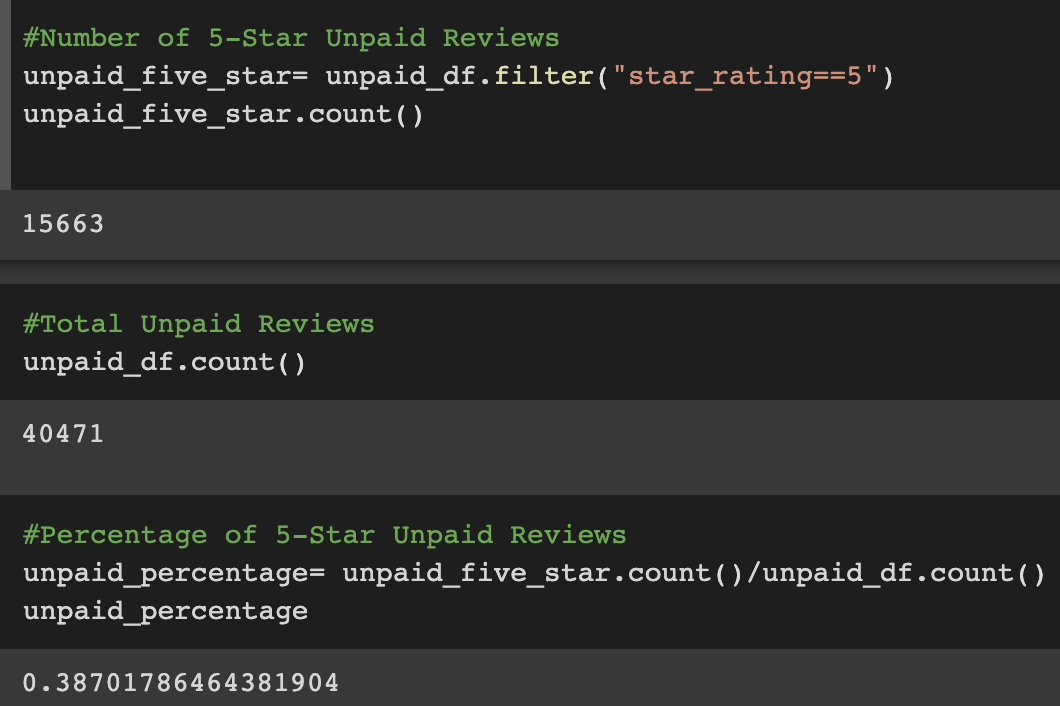 #Number of 5-Star Unpaid Reviews
unpaid_five_star= unpaid_df.filter("star_rating==5")
unpaid_five_star.count()
15663
#Total Unpaid Reviews
unpaid_df.count()
40471
#Percentage of 5-Star Unpaid Reviews
unpaid_percentage= unpaid_five_star.count()/unpaid_df.count()
unpaid_percentage
0.38701786464381904